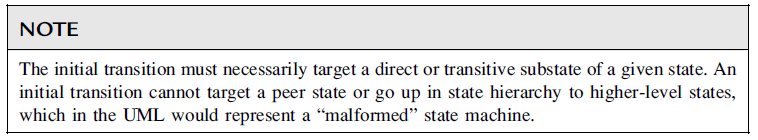 NOTE
The initial transition must necessarily target a direct or transitive substate of a given state. An
initial transition cannot target a peer state or go up in state hierarchy to higher-level states,
which in the UML would represent a “malformed” state machine.